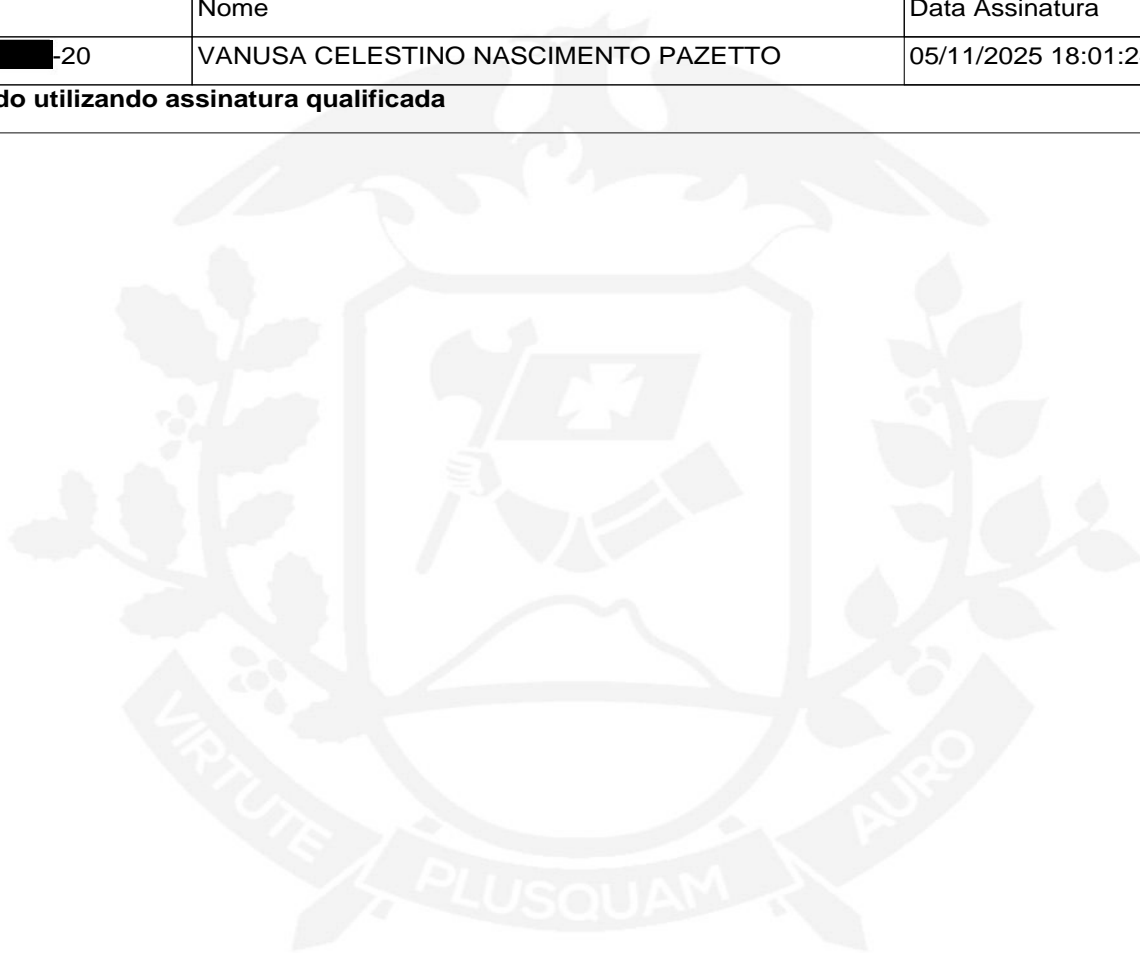 Nome Data Assinatura
-20 VANUSA CELESTINO NASCIMENTO PAZETTO 05/11/2025 18:01:2
do utilizando assinatura qualificada
VIRTUTE PLUSQUAM AURO